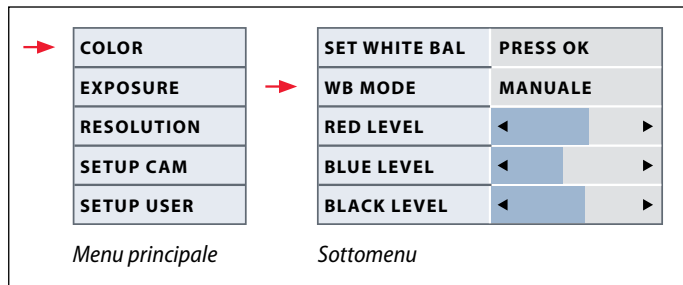 COLOR
EXPOSURE
RESOLUTION
SETUP CAM
SETUP USER
Menu principale
SET WHITE BAL PRESS OK
WB MODE MANUALE
RED LEVEL
BLUE LEVEL
BLACK LEVEL
Sottomenu